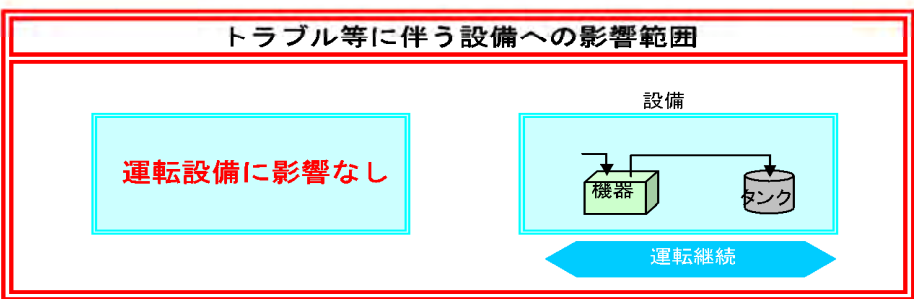 トラブル等に伴う設備への影響範囲
設備
運転設備に影響なし
機器
タンク
運転継続